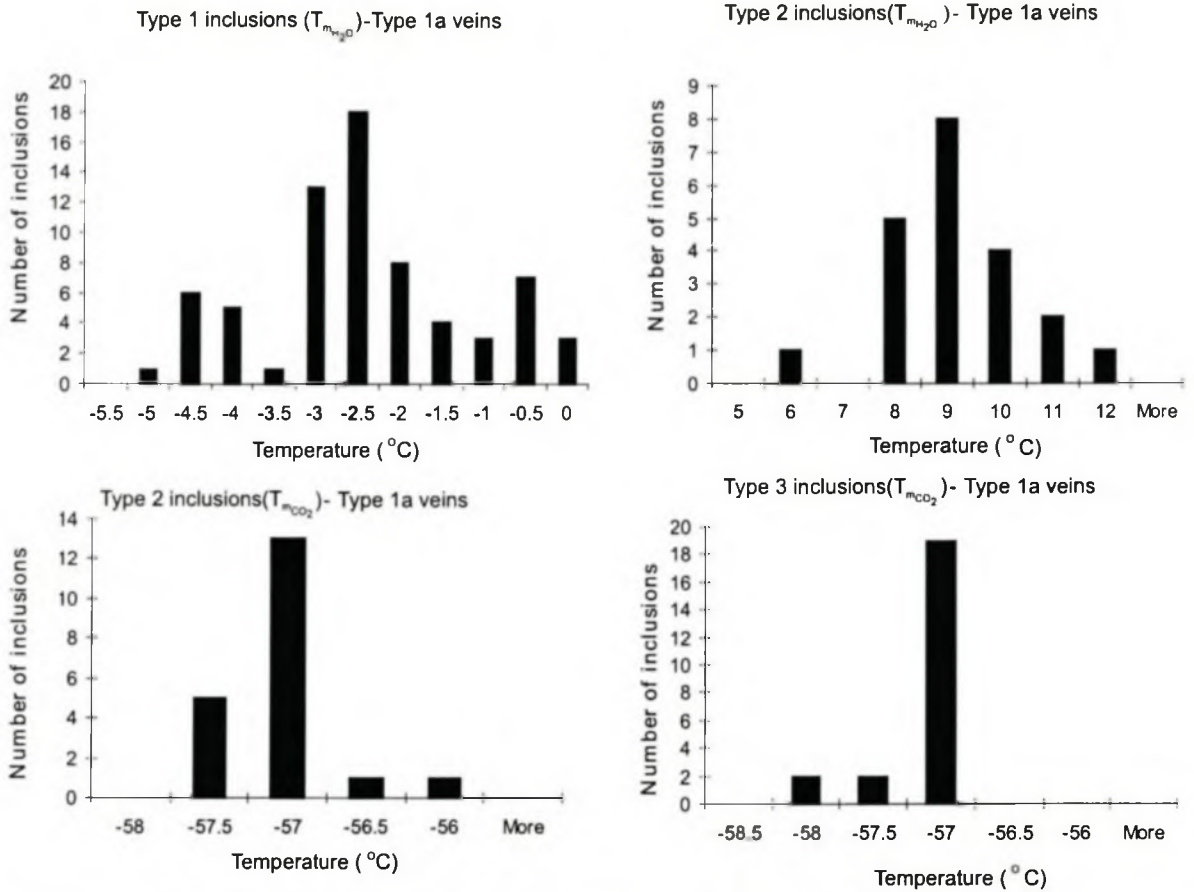 Type 1 inclusions (TmH2O)-Type 1a veins
Number of inclusions
20
18
16
14
12
10
8
6
4
2
0
-5.5 -5 -4.5 -4 -3.5 -3 -2.5 -2 -1.5 -1 -0.5 0
Temperature (°C)
Type 2 inclusions(TmH2O)- Type 1a veins
Number of inclusions
9
8
7
6
5
4
3
2
1
0
5 6 7 8 9 10 11 12 More
Temperature (°C)
Type 2 inclusions(TmCO2)- Type 1a veins
Number of inclusions
14
12
10
8
6
4
2
0
-58 -57.5 -57 -56.5 -56 More
Temperature (°C)
Type 3 inclusions(TmCO2)- Type 1a veins
Number of inclusions
20
18
16
14
12
10
8
6
4
2
0
-58.5 -58 -57.5 -57 -56.5 -56 More
Temperature (°C)